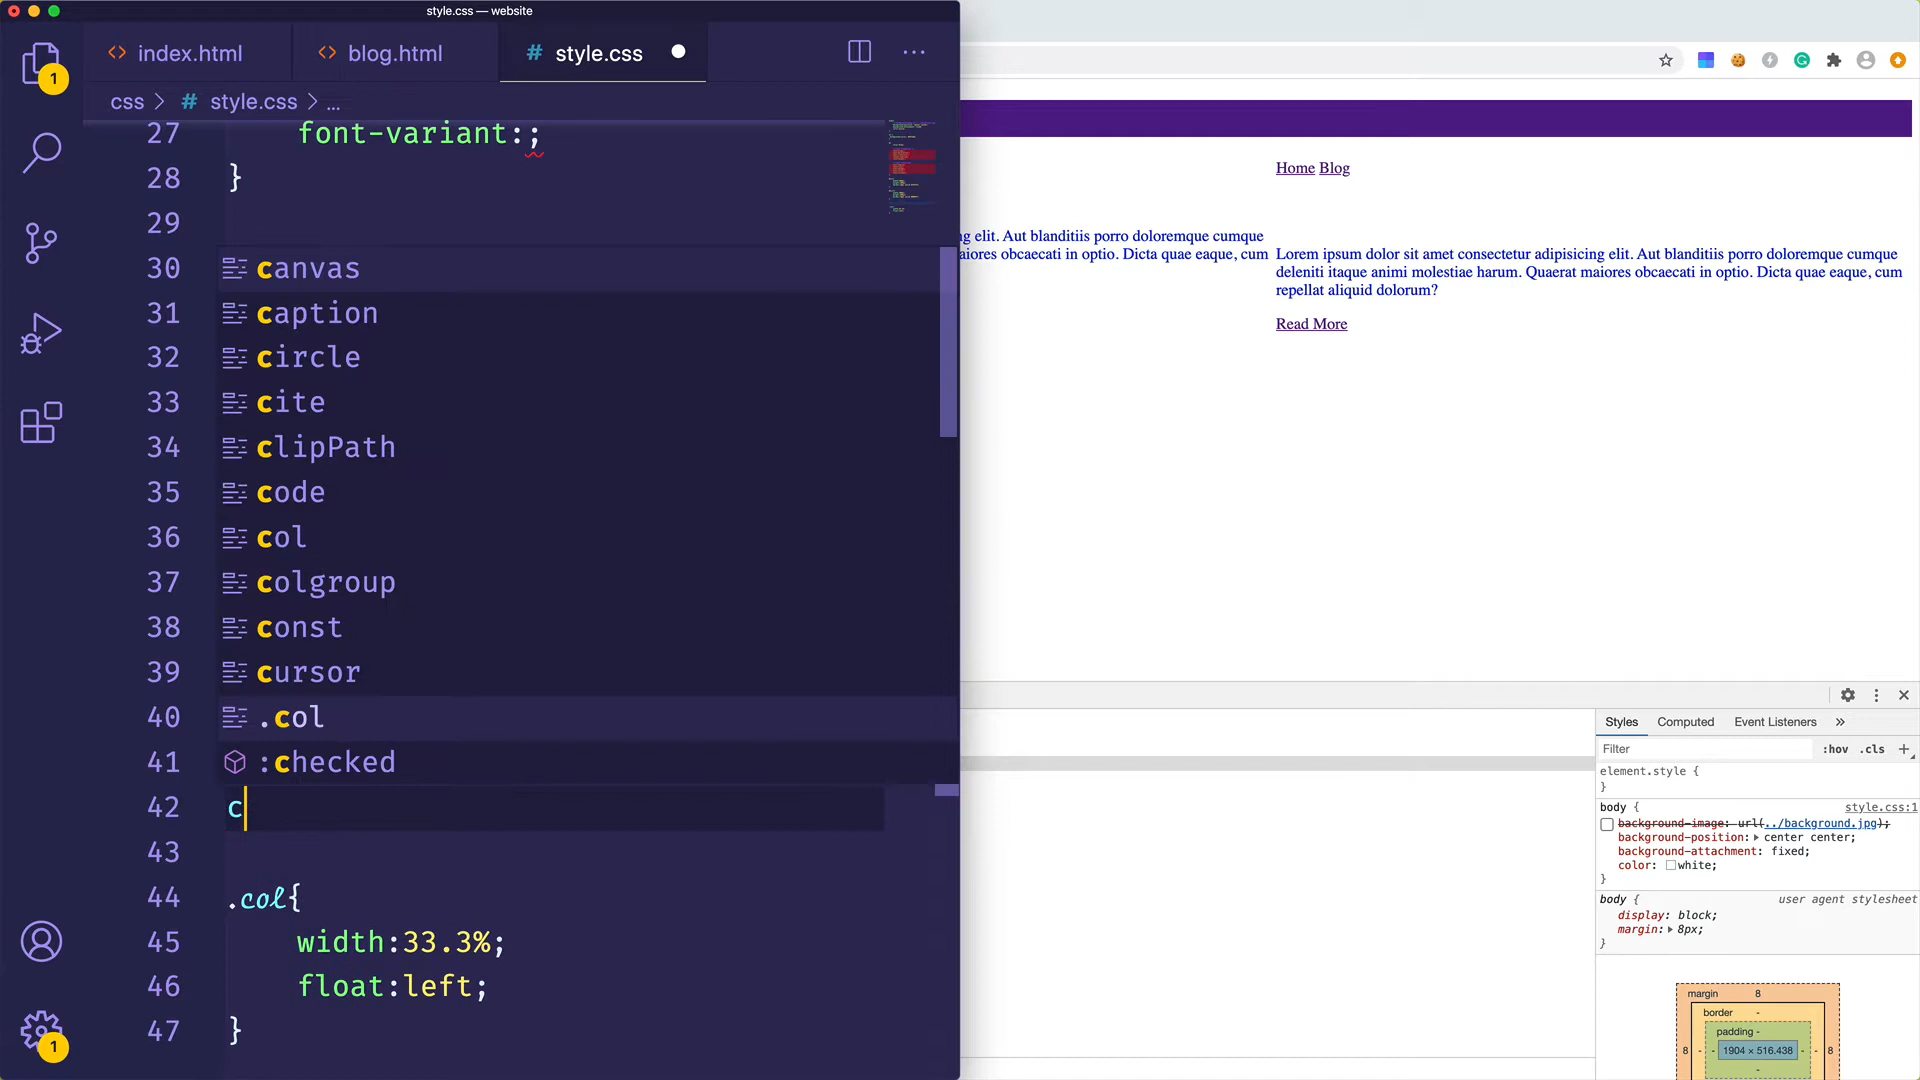 style.css — website
index.html
blog.html
style.css
css > style.css > ...
27 font-variant:;
28 }
29
30 canvas
31 caption
32 circle
33 cite
34 clipPath
35 code
36 col
37 colgroup
38 const
39 cursor
40 .col
41 :checked
42 c
43
44 .col{
45 width:33.3%;
46 float:left;
47 }
1
1
Home Blog
ng elit. Aut blanditiis porro doloremque cumque
aiores obcaecati in optio. Dicta quae eaque, cum
Lorem ipsum dolor sit amet consectetur adipisicing elit. Aut blanditiis porro doloremque cumque
deleniti itaque animi molestiae harum. Quaerat maiores obcaecati in optio. Dicta quae eaque, cum
repellat aliquid dolorum?
Read More
Styles Computed Event Listeners »
Filter :hov .cls +
element.style {
}
body { style.css:1
background-image: url(../background.jpg);
background-position: center center;
background-attachment: fixed;
color: white;
}
body { user agent stylesheet
display: block;
margin: 8px;
}
margin 8
border -
padding -
8 - - 1904 × 516.438 - - 8
-